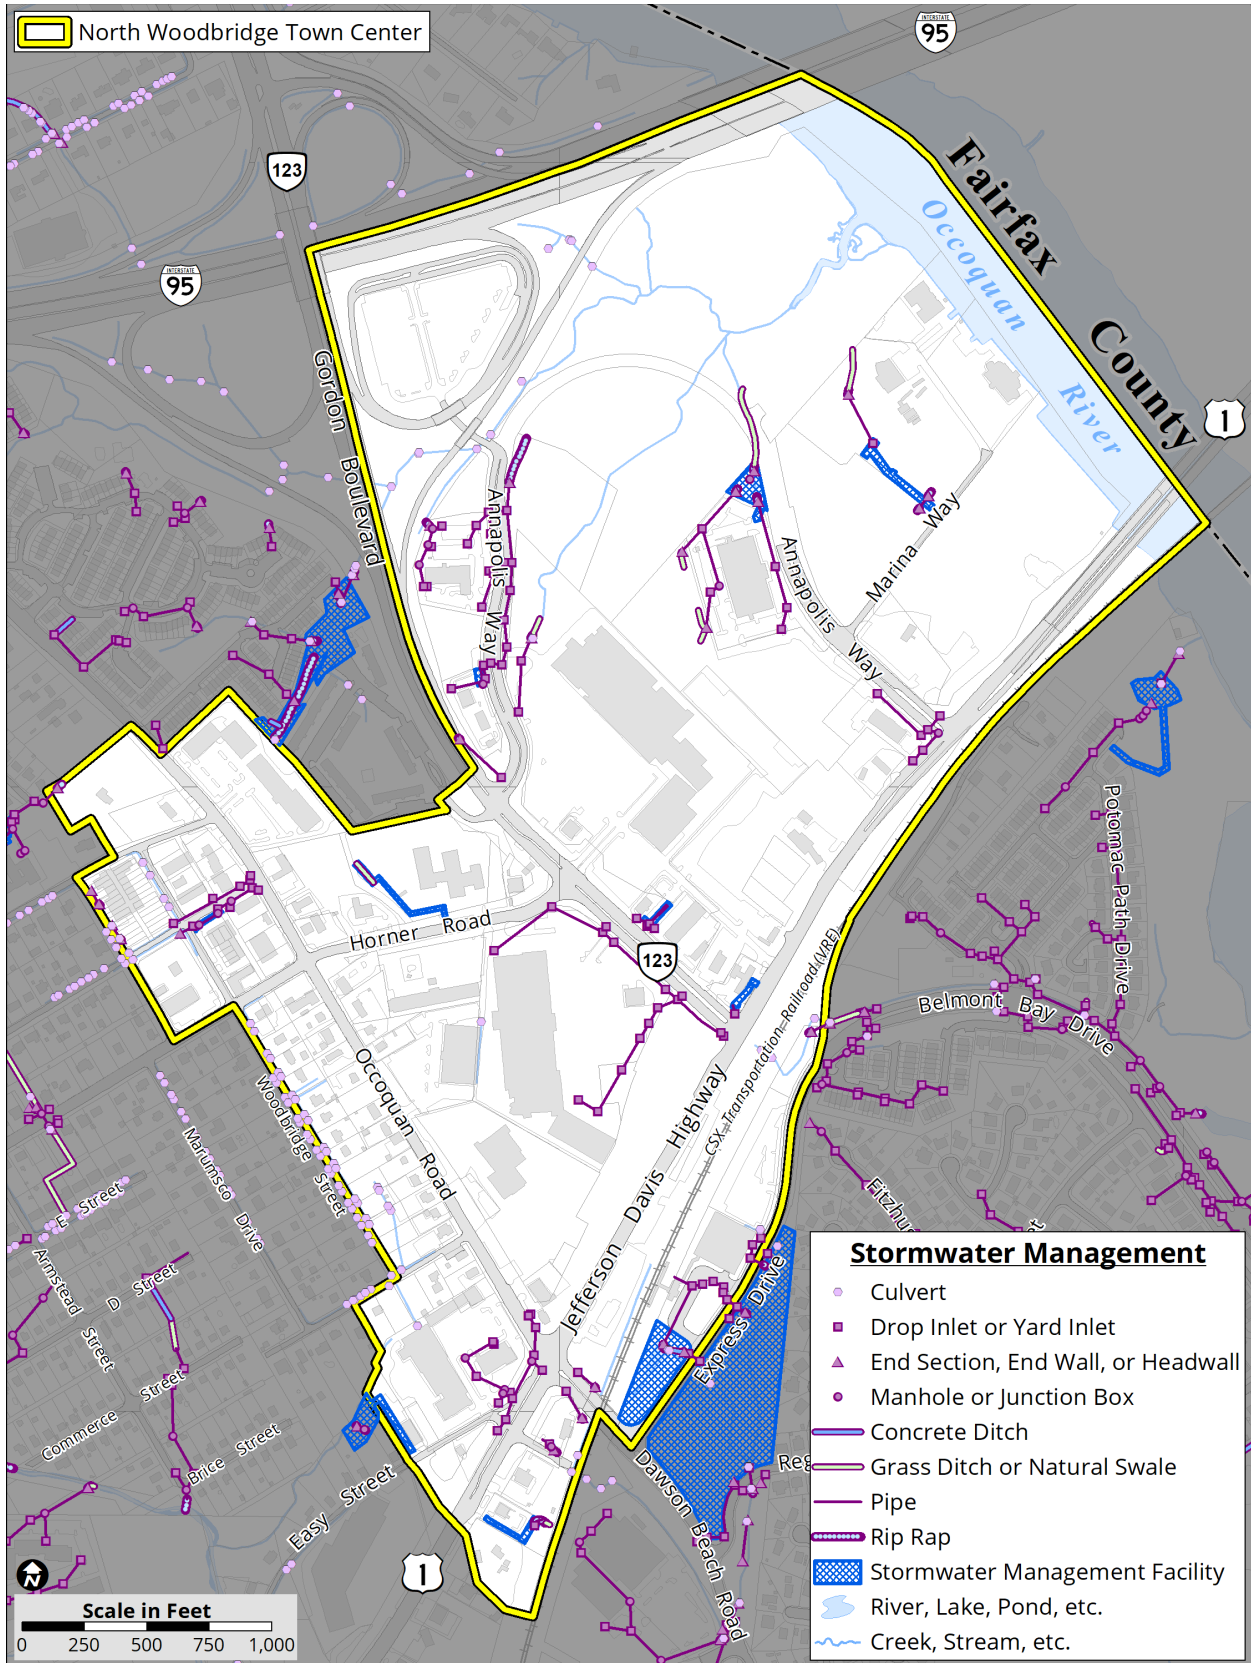 North Woodbridge Town Center
INTERSTATE
95
123
INTERSTATE
95
Fairfax
County
Occoquan
River
1
Gordon Boulevard
Annapolis Way
Annapolis Way
Marina Way
Potomac Path Drive
Horner Road
123
Belmont Bay Drive
CSX Transportation Railroad (VRE)
Occoquan Road
Woodbridge Street
Marumsco Drive
Jefferson Davis Highway
E Street
D Street
Armstead Street
Commerce Street
Brice Street
Easy Street
Express Drive
Dawson Beach Road
1
N
Scale in Feet
0 250 500 750 1,000
Stormwater Management
Culvert
Drop Inlet or Yard Inlet
End Section, End Wall, or Headwall
Manhole or Junction Box
Concrete Ditch
Grass Ditch or Natural Swale
Pipe
Rip Rap
Stormwater Management Facility
River, Lake, Pond, etc.
Creek, Stream, etc.